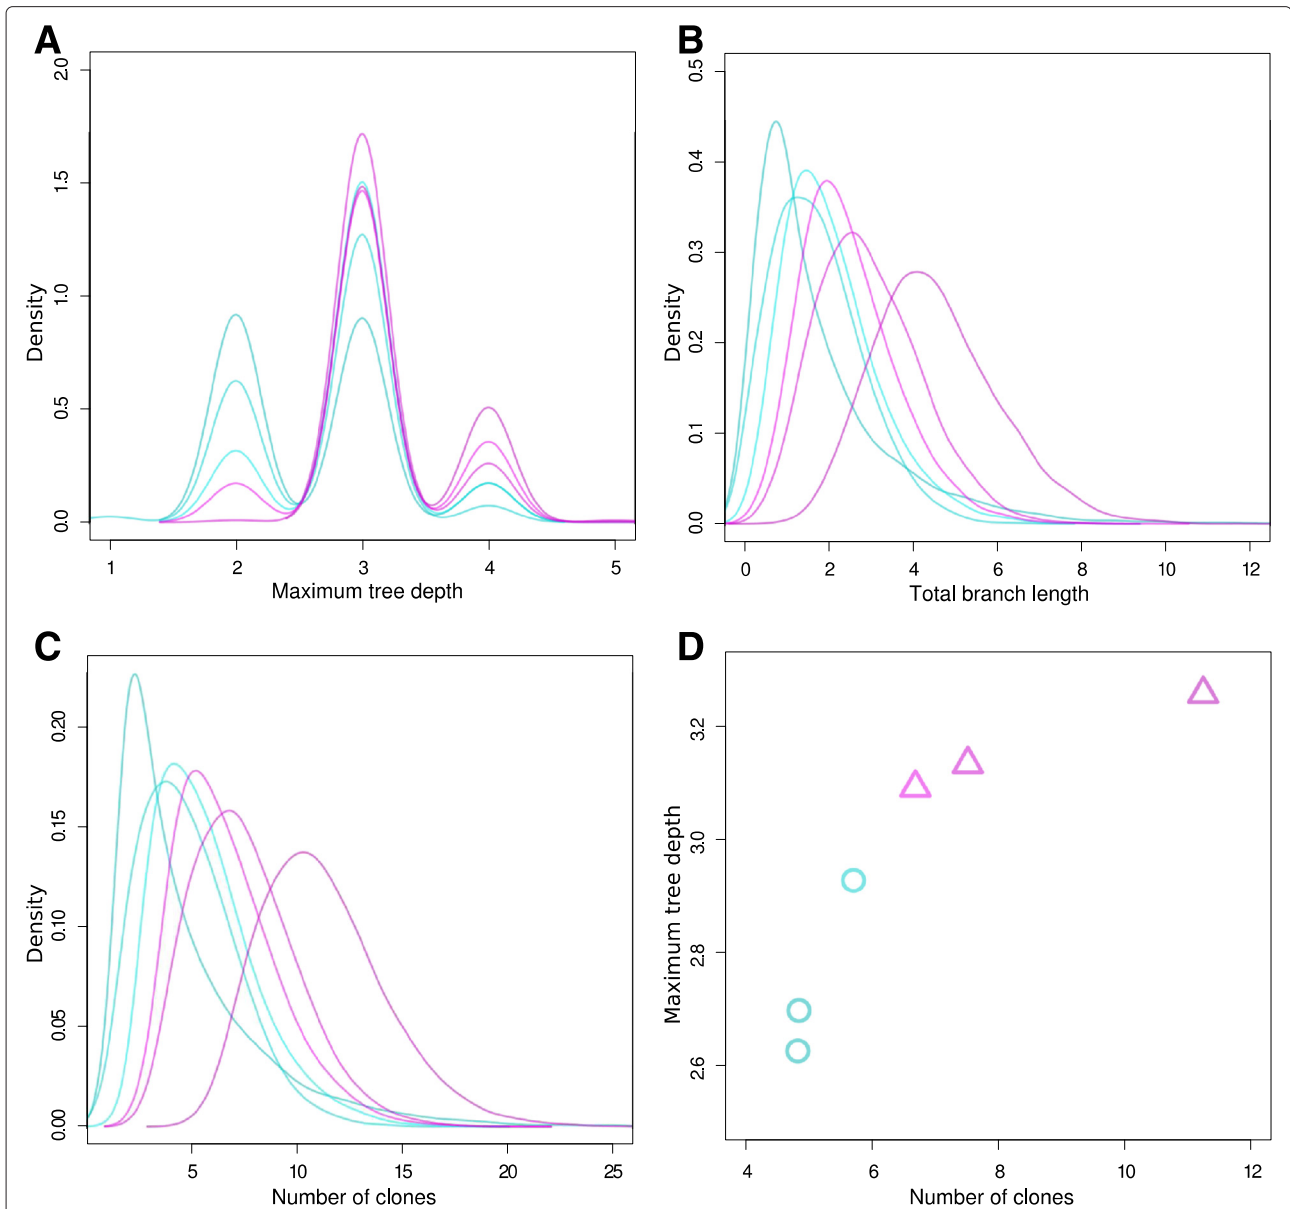 A
2.0
1.5
1.0
0.5
0.0
Density
1 2 3 4 5
Maximum tree depth
B
0.5
0.4
0.3
0.2
0.1
0.0
Density
0 2 4 6 8 10 12
Total branch length
C
0.20
0.15
0.10
0.05
0.00
Density
5 10 15 20 25
Number of clones
D
3.2
3.0
2.8
2.6
Maximum tree depth
4 6 8 10 12
Number of clones